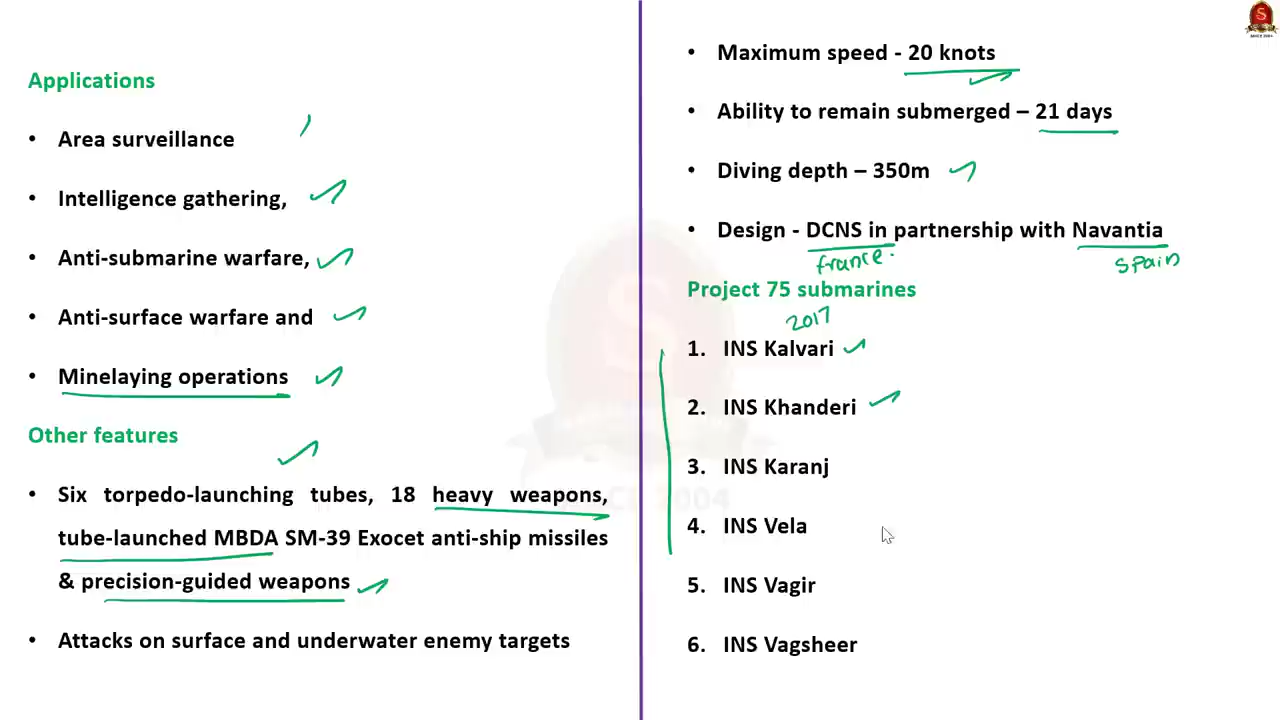 Applications
• Area surveillance
• Intelligence gathering,
• Anti-submarine warfare,
• Anti-surface warfare and
• Minelaying operations
Other features
• Six torpedo-launching tubes, 18 heavy weapons,
tube-launched MBDA SM-39 Exocet anti-ship missiles
& precision-guided weapons
• Attacks on surface and underwater enemy targets
• Maximum speed - 20 knots
• Ability to remain submerged – 21 days
• Diving depth – 350m
• Design - DCNS in partnership with Navantia
france. spain
Project 75 submarines
2017
1. INS Kalvari
2. INS Khanderi
3. INS Karanj
4. INS Vela
5. INS Vagir
6. INS Vagsheer
S
SINCE 2004